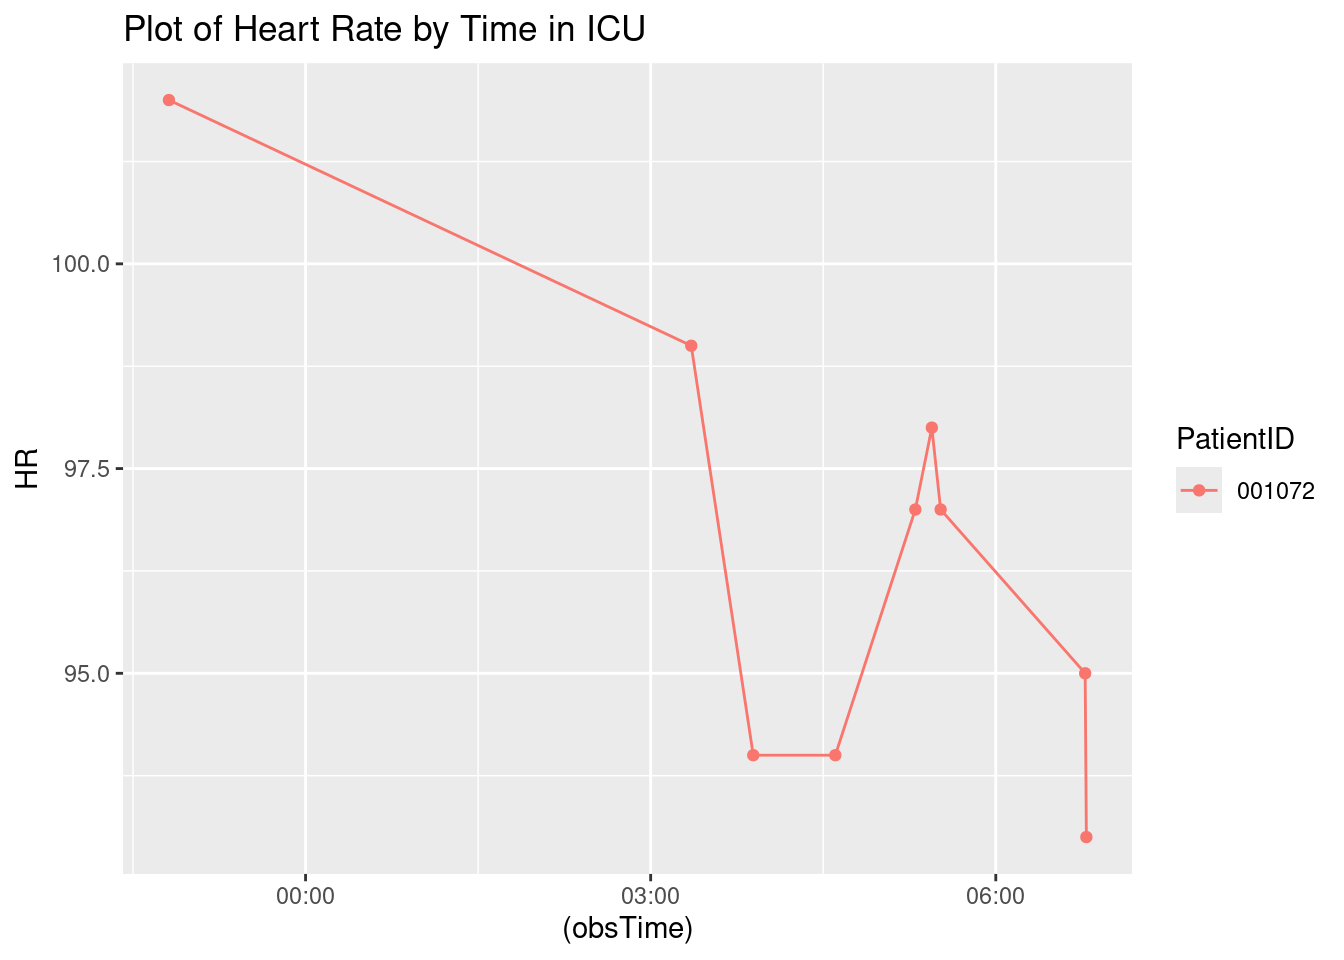 Plot of Heart Rate by Time in ICU
100.0
97.5
95.0
HR
00:00
03:00
06:00
(obsTime)
PatientID
001072